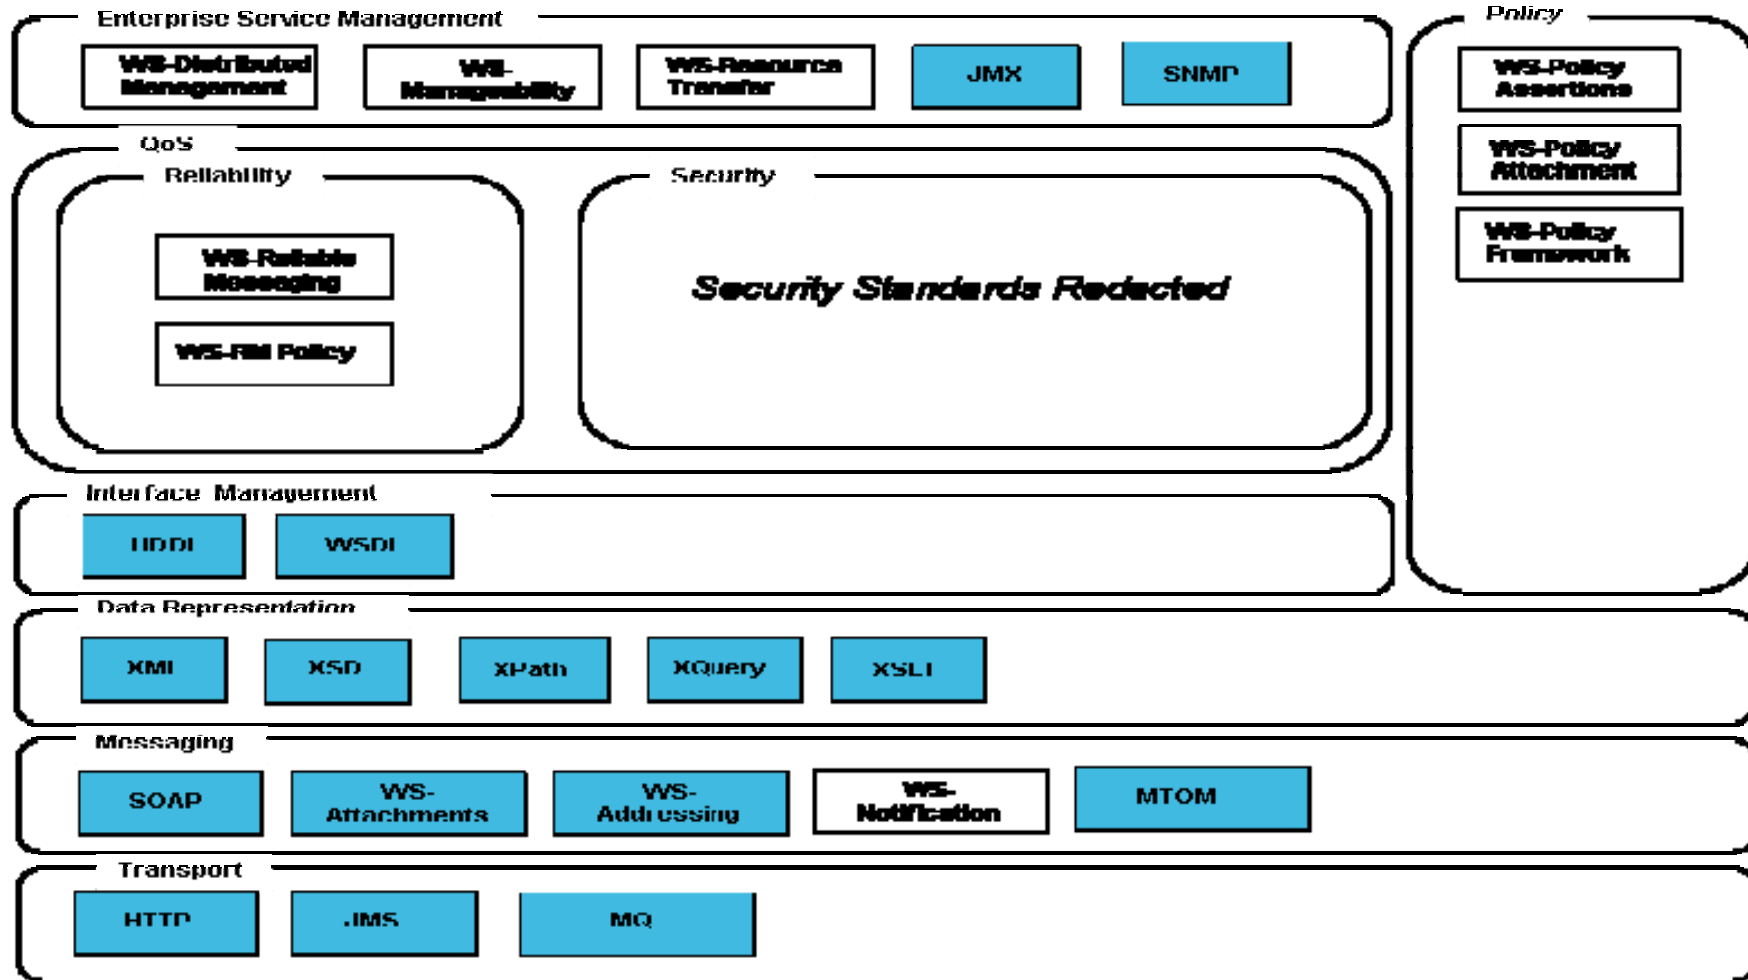 Enterprise Service Management
Policy
WS-Distributed
Management
WS-
Manageability
WS-Resource
Transfer
JMX
SNMP
WS-Policy
Assertions
WS-Policy
Attachment
WS-Policy
Framework
QoS
Reliability
Security
WS-Reliable
Messaging
WS-RM Policy
Security Standards Redacted
Interface Management
UDDI
WSDL
Data Representation
XML
XSD
XPath
XQuery
XSLT
Messaging
SOAP
WS-
Attachments
WS-
Addressing
WS-
Notification
MTOM
Transport
HTTP
JMS
MQ